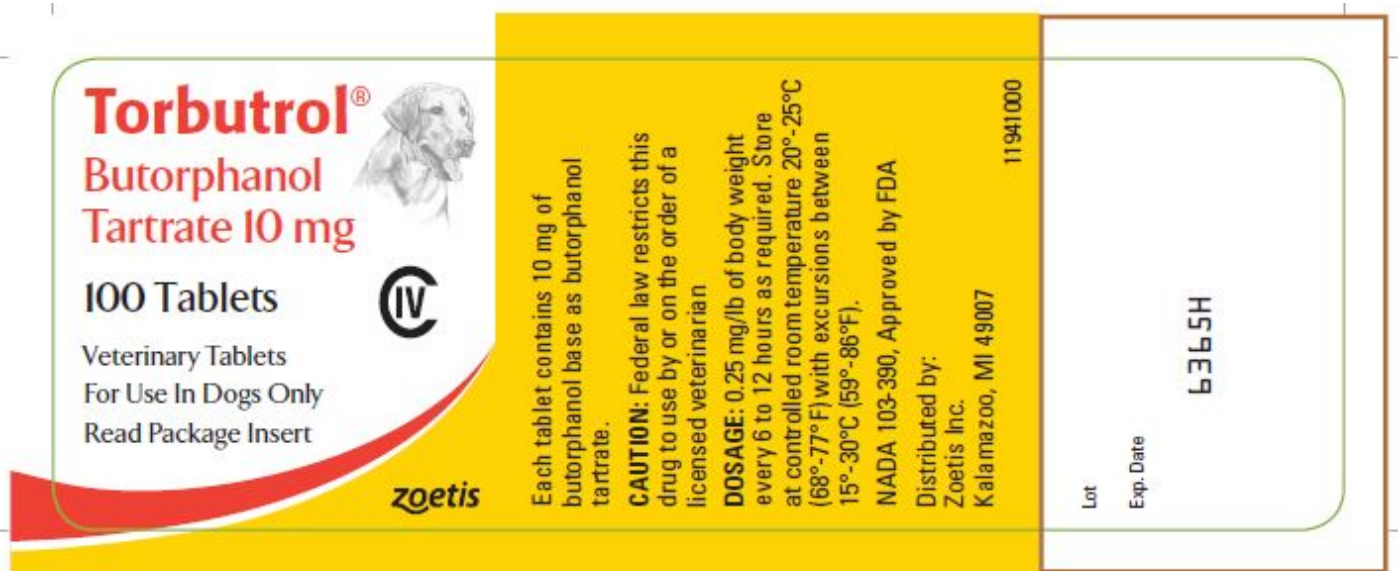 Torbutrol®
Butorphanol
Tartrate 10 mg
100 Tablets
CIV
Veterinary Tablets
For Use In Dogs Only
Read Package Insert
zoetis
Each tablet contains 10 mg of
butorphanol base as butorphanol
tartrate.
CAUTION: Federal law restricts this
drug to use by or on the order of a
licensed veterinarian
DOSAGE: 0.25 mg/lb of body weight
every 6 to 12 hours as required. Store
at controlled room temperature 20°-25°C
(68°-77°F) with excursions between
15°-30°C (59°-86°F).
NADA 103-390, Approved by FDA
Distributed by:
Zoetis Inc.
Kalamazoo, MI 49007
11941000
Lot
Exp. Date
6365H